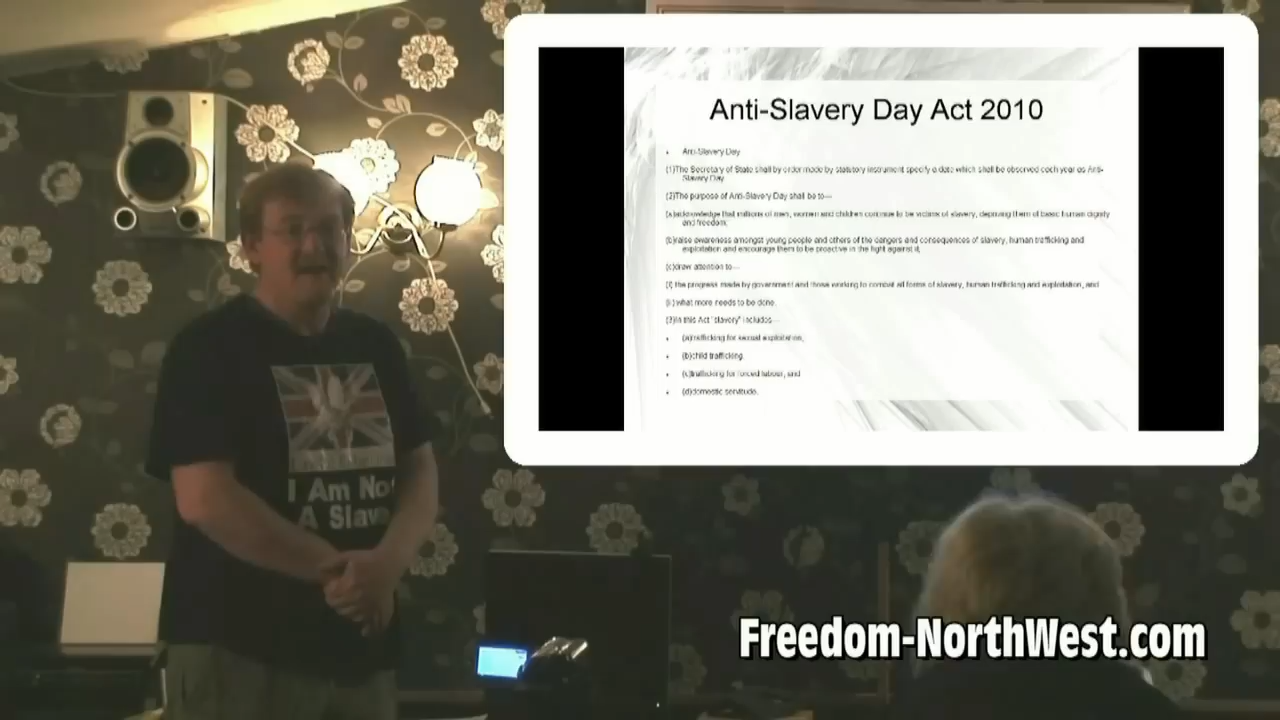 Anti-Slavery Day Act 2010
Anti-Slavery Day
(1)The Secretary of State shall by order made by statutory instrument specify a date which shall be observed each year as Anti-
Slavery Day
(2)The purpose of Anti-Slavery Day shall be to—
(a)acknowledge that millions of men, women and children continue to be victims of slavery, depriving them of basic human dignity
and freedom;
(b)raise awareness amongst young people and others of the dangers and consequences of slavery, human trafficking and
exploitation and encourage them to be proactive in the fight against it;
(c)draw attention to—
(i) the progress made by government and those working to combat all forms of slavery, human trafficking and exploitation, and
(ii) what more needs to be done.
(3)In this Act "slavery" includes—
(a)trafficking for sexual exploitation,
(b)child trafficking,
(c)trafficking for forced labour, and
(d)domestic servitude.
I Am Not
A Slave
Freedom-NorthWest.com